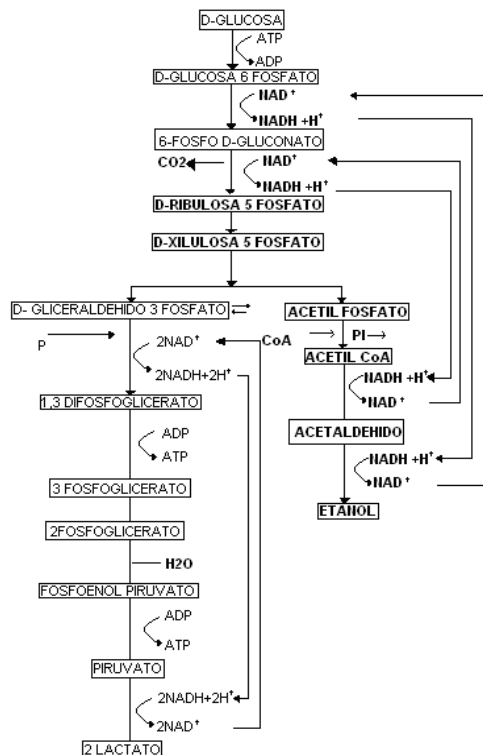 D-GLUCOSA
ATP
ADP
D-GLUCOSA 6 FOSFATO
NAD⁺
NADH +H⁺
6-FOSFO D-GLUCONATO
CO2
NAD⁺
NADH +H⁺
D-RIBULOSA 5 FOSFATO
D-XILULOSA 5 FOSFATO
D- GLICERALDEHIDO 3 FOSFATO
P
2NAD⁺
2NADH+2H⁺
1,3 DIFOSFOGLICERATO
ADP
ATP
3 FOSFOGLICERATO
2FOSFOGLICERATO
H2O
FOSFOENOL PIRUVATO
ADP
ATP
PIRUVATO
2NADH+2H⁺
2NAD⁺
2 LACTATO
ACETIL FOSFATO
CoA
PI
ACETIL CoA
NADH +H⁺
NAD⁺
ACETALDEHIDO
NADH +H⁺
NAD⁺
ETANOL